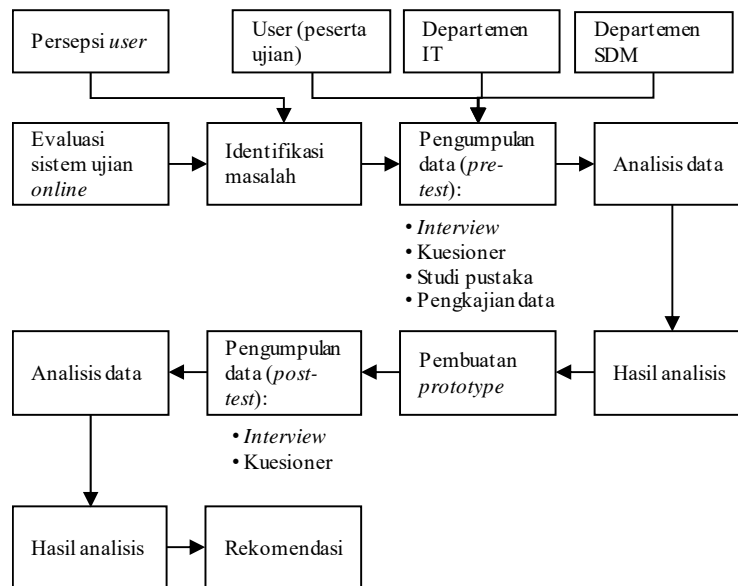 Persepsi user
User (peserta
ujian)
Departemen
IT
Departemen
SDM
Evaluasi
sistem ujian
online
Identifikasi
masalah
Pengumpulan
data (pre-
test):
Analisis data
• Interview
• Kuesioner
• Studi pustaka
• Pengkajian data
Analisis data
Pengumpulan
data (post-
test):
Pembuatan
prototype
Hasil analisis
• Interview
• Kuesioner
Hasil analisis
Rekomendasi